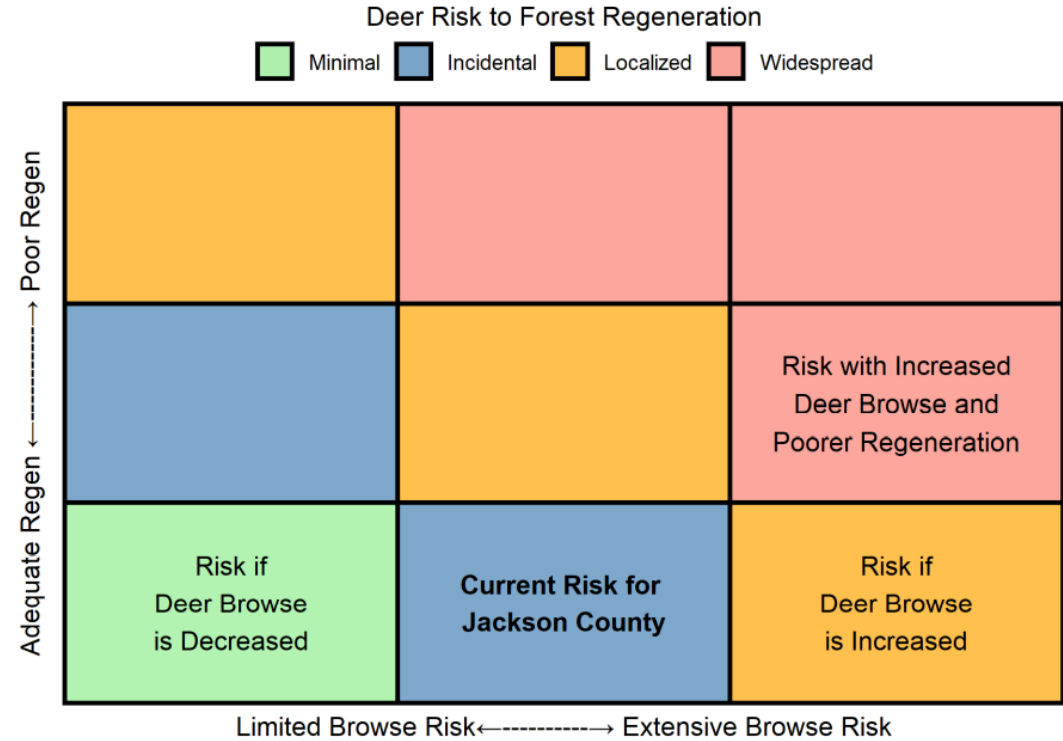 Deer Risk to Forest Regeneration
Minimal Incidental Localized Widespread
Poor Regen
Adequate Regen ←----------→ Poor Regen
Risk with Increased
Deer Browse and
Poorer Regeneration
Risk if
Deer Browse
is Decreased
Current Risk for
Jackson County
Risk if
Deer Browse
is Increased
Limited Browse Risk←----------→ Extensive Browse Risk